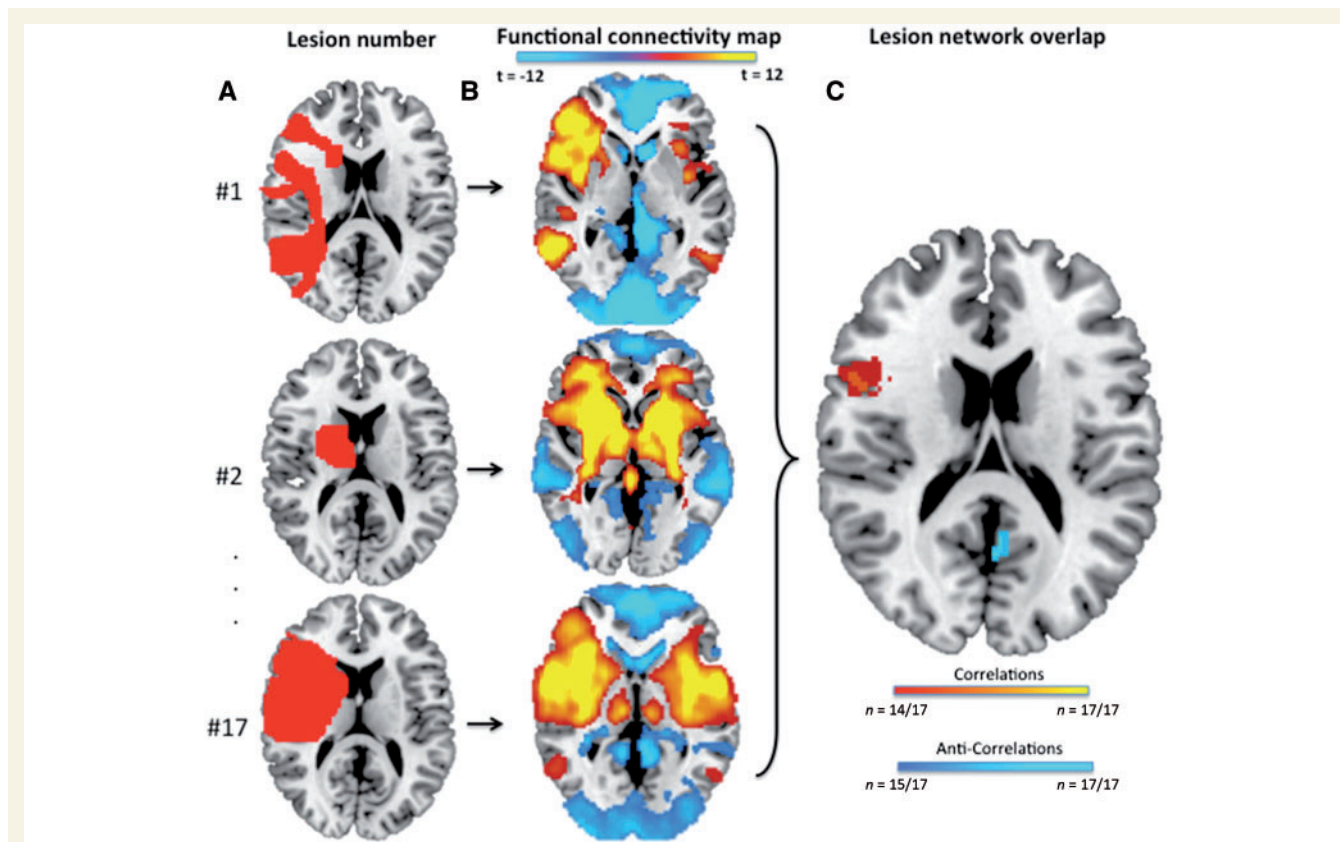 Lesion number
Functional connectivity map
Lesion network overlap
t = -12
t = 12
A
B
C
#1
#2
.
.
.
#17
Correlations
n = 14/17
n = 17/17
Anti-Correlations
n = 15/17
n = 17/17